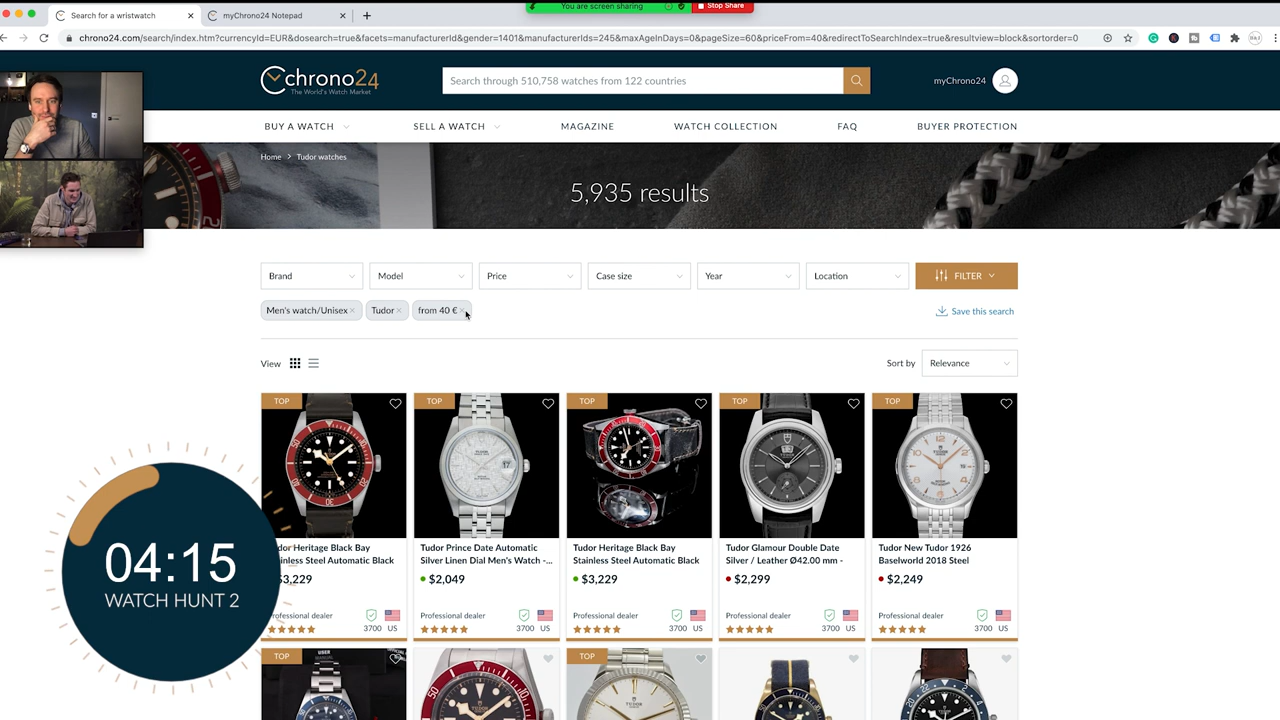 You are screen sharing
Stop Share
Search for a wristwatch
myChrono24 Notepad
chrono24.com/search/index.htm?currencyId=EUR&dosearch=true&facets=manufacturerId&gender=1401&manufacturerIds=245&maxAgeInDays=0&pageSize=60&priceFrom=40&redirectToSearchIndex=true&resultview=block&sortorder=0
chrono24
The World's Watch Market
Search through 510,758 watches from 122 countries
myChrono24
BUY A WATCH
SELL A WATCH
MAGAZINE
WATCH COLLECTION
FAQ
BUYER PROTECTION
Home > Tudor watches
5,935 results
Brand
Model
Price
Case size
Year
Location
FILTER
Men's watch/Unisex ×
Tudor ×
from 40 € ×
Save this search
View
Sort by
Relevance
TOP
TOP
TOP
TOP
TOP
dor Heritage Black Bay
inless Steel Automatic Black
$3,229
Professional dealer
3700 US
Tudor Prince Date Automatic
Silver Linen Dial Men's Watch -...
$2,049
Professional dealer
3700 US
Tudor Heritage Black Bay
Stainless Steel Automatic Black
$3,229
Professional dealer
3700 US
Tudor Glamour Double Date
Silver / Leather Ø42.00 mm -
$2,299
Professional dealer
3700 US
Tudor New Tudor 1926
Baselworld 2018 Steel
$2,249
Professional dealer
3700 US
TOP
TOP
04:15
WATCH HUNT 2